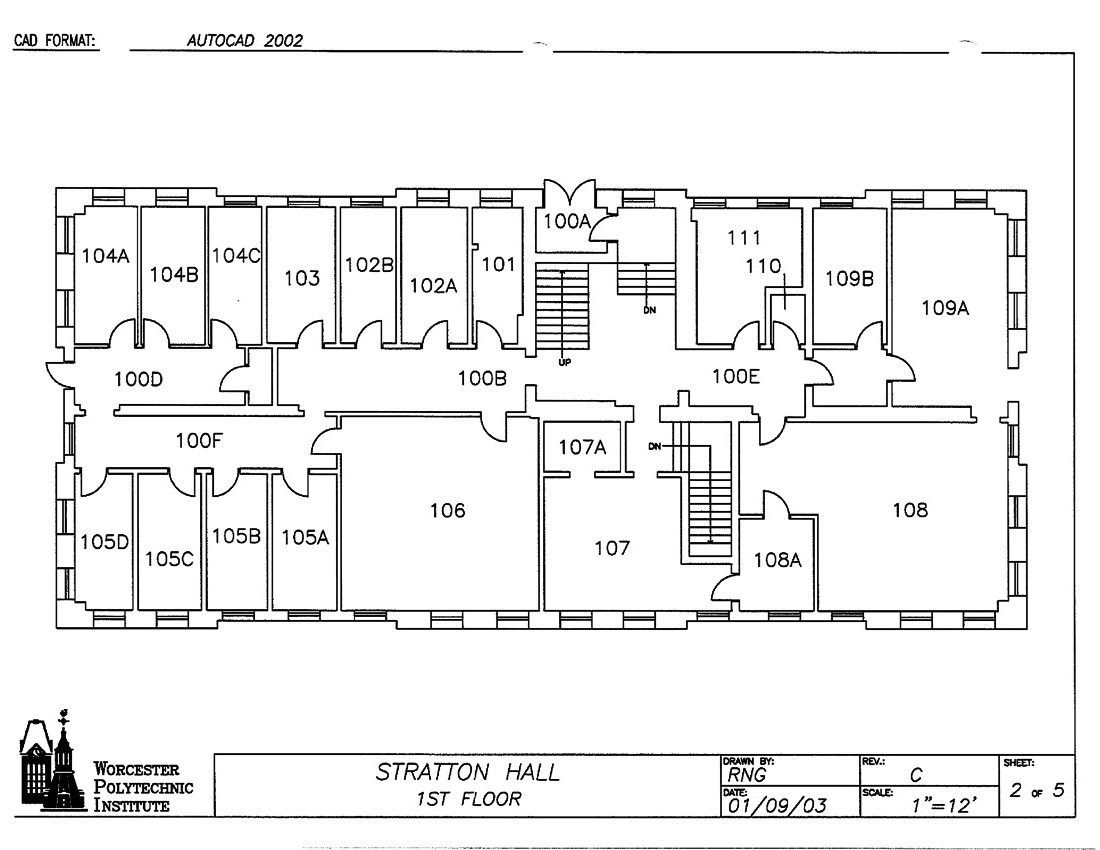 CAD FORMAT: AUTOCAD 2002
100A
111
104A 104B 104C 103 102B 102A 101 110 109B 109A
DN
UP
100D 100B 100E
100F 107A DN
106 108
105D 105C 105B 105A 107 108A
WORCESTER
POLYTECHNIC
INSTITUTE
STRATTON HALL
1ST FLOOR
DRAWN BY:
RNG
DATE:
01/09/03
REV.:
C
SCALE:
1"=12'
SHEET:
2 OF 5